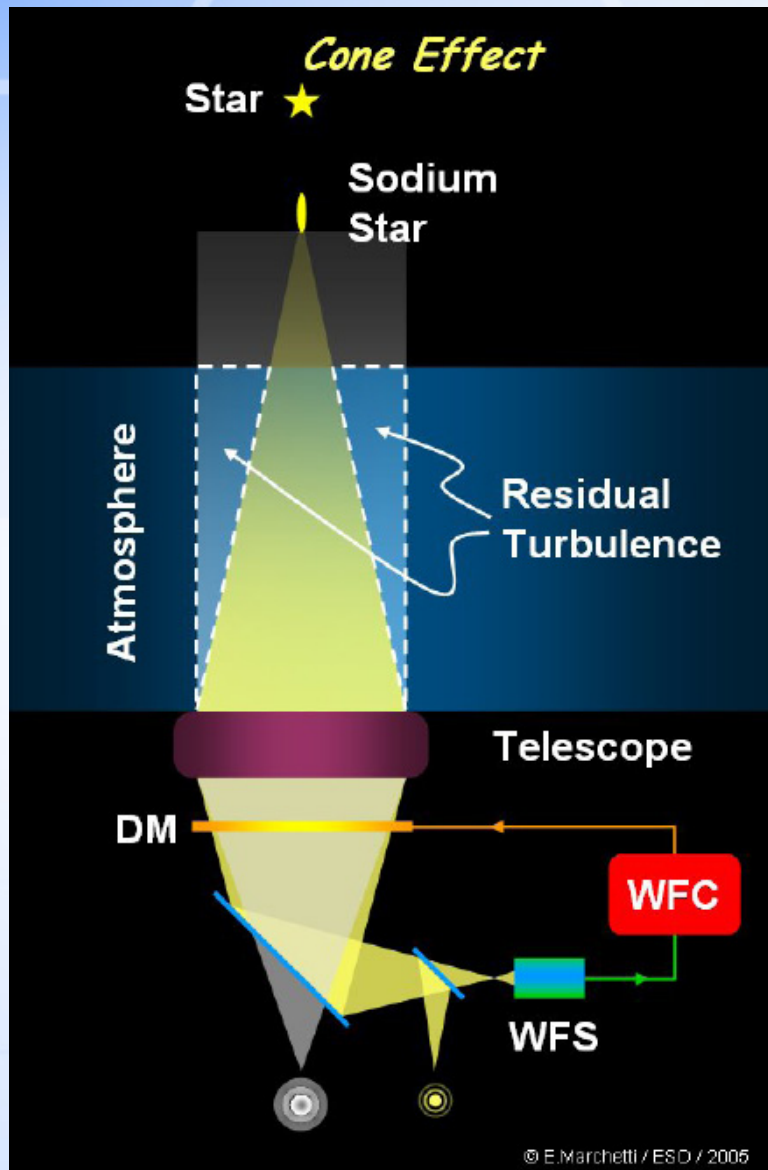 Cone Effect
Star
Sodium
Star
Atmosphere
Residual
Turbulence
Telescope
DM
WFC
WFS
© E.Marchetti / ESO / 2005